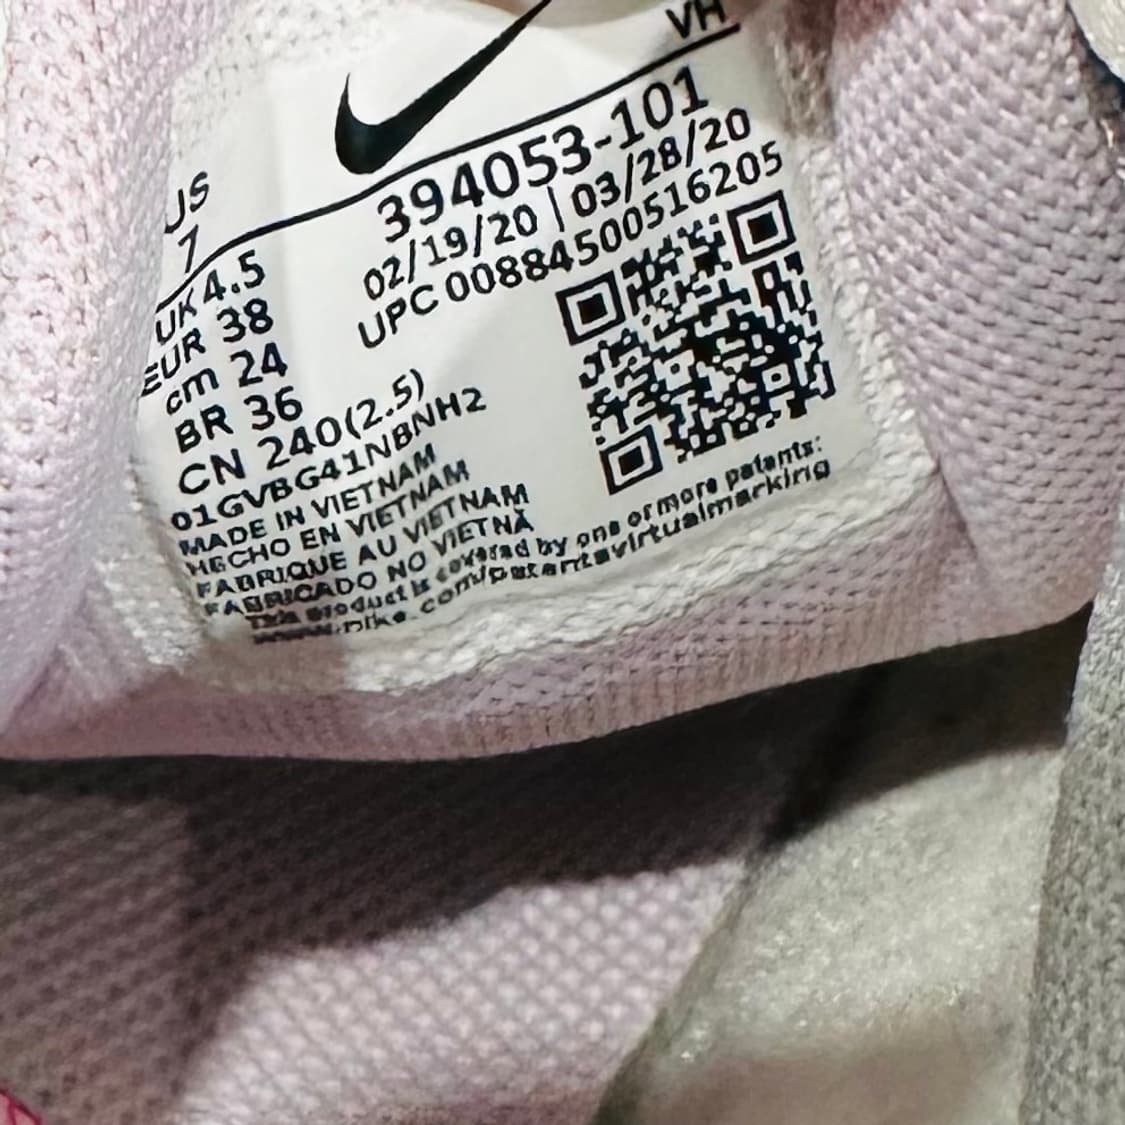 VH
394053-101
02/19/20 | 03/28/20
UPC 00884500516205
US
7
UK 4.5
EUR 38
cm 24
BR 36
CN 240(2.5)
01GVBG41NBNH2
MADE IN VIETNAM
HECHO EN VIETNAM
FABRIQUE AU VIETNAM
FABRICADO NO VIETNÃ
This product is covered by one or more patents:
www.nike.com/patentsvirtualmarking